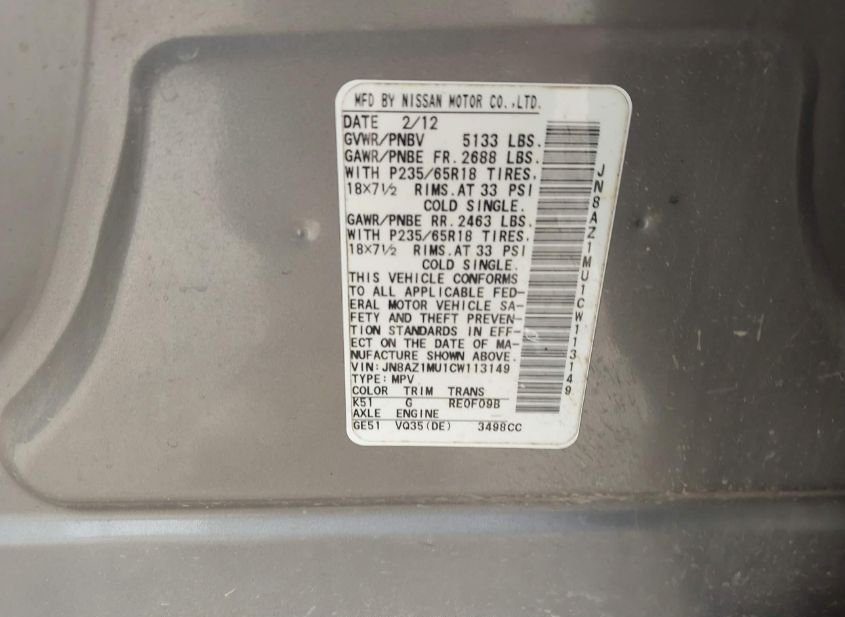 MFD BY NISSAN MOTOR CO.,LTD.
DATE 2/12
GVWR/PNBV 5133 LBS.
GAWR/PNBE FR. 2688 LBS.
WITH P235/65R18 TIRES,
18×7½ RIMS.AT 33 PSI
COLD SINGLE.
GAWR/PNBE RR. 2463 LBS.
WITH P235/65R18 TIRES,
18×7½ RIMS.AT 33 PSI
COLD SINGLE.
THIS VEHICLE CONFORMS
TO ALL APPLICABLE FED-
ERAL MOTOR VEHICLE SA-
FETY AND THEFT PREVEN-
TION STANDARDS IN EFF-
ECT ON THE DATE OF MA-
NUFACTURE SHOWN ABOVE.
VIN:JN8AZ1MU1CW113149
TYPE:MPV
COLOR TRIM TRANS
K51 G RE0F09B
AXLE ENGINE
GE51 VQ35(DE) 3498CC
JN8AZ1MU1CW113149